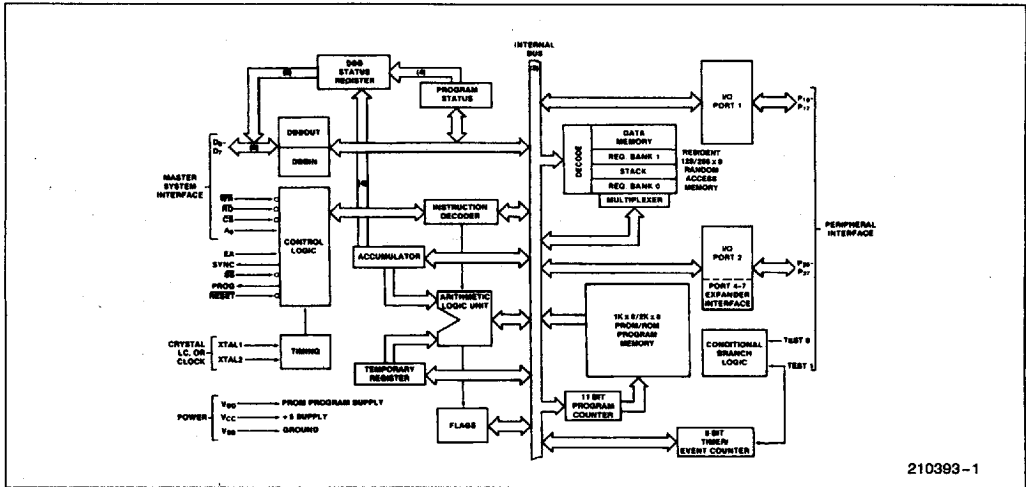 INTERNAL
BUS
(8)
DBB
STATUS
REGISTER
(4)
PROGRAM
STATUS
I/O
PORT 1
P10-
P17
DBBOUT
DBBIN
D0-
D7
(8)
MASTER
SYSTEM
INTERFACE
WR
RD
CS
A0
CONTROL
LOGIC
EA
SYNC
SS
PROG
RESET
INSTRUCTION
DECODER
ACCUMULATOR
(4)
ARITHMETIC
LOGIC UNIT
DECODE
DATA
MEMORY
REG. BANK 1
STACK
REG. BANK 0
MULTIPLEXER
RESIDENT
128/256 x 8
RANDOM
ACCESS
MEMORY
PERIPHERAL
INTERFACE
I/O
PORT 2
PORT 4-7
EXPANDER
INTERFACE
P20-
P27
1K x 8/2K x 8
PROM/ROM
PROGRAM
MEMORY
CONDITIONAL
BRANCH
LOGIC
TEST 0
TEST 1
CRYSTAL
LC, OR
CLOCK
XTAL1
XTAL2
TIMING
TEMPORARY
REGISTER
11 BIT
PROGRAM
COUNTER
FLAGS
8-BIT
TIMER/
EVENT COUNTER
POWER
VDD
PROM PROGRAM SUPPLY
VCC
+5 SUPPLY
VSS
GROUND
210393-1